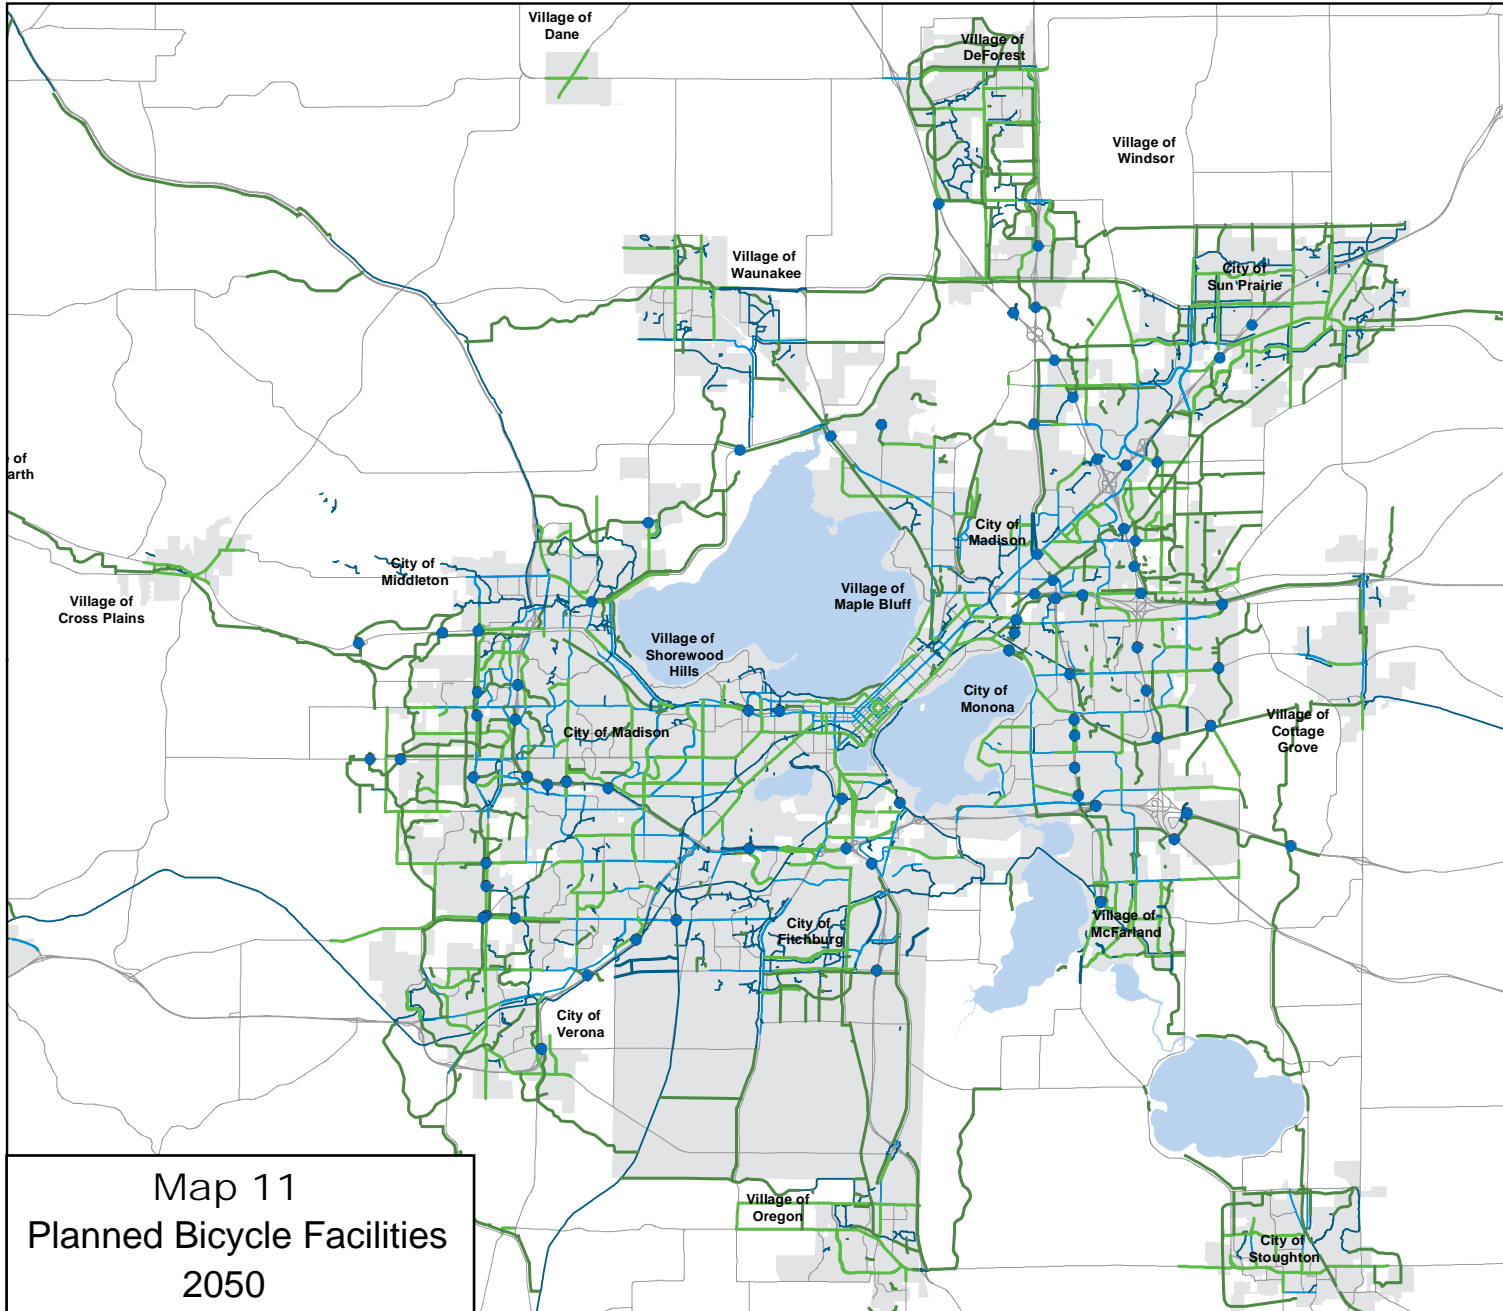 Village of
Dane
Village of
DeForest
Village of
Windsor
Village of
Waunakee
City of
Sun Prairie
e of
arth
City of
Madison
City of
Middleton
Village of
Maple Bluff
Village of
Cross Plains
Village of
Shorewood
Hills
City of
Monona
City of Madison
Village of
Cottage
Grove
City of
Fitchburg
Village of
McFarland
City of
Verona
Village of
Oregon
City of
Stoughton
Map 11
Planned Bicycle Facilities
2050